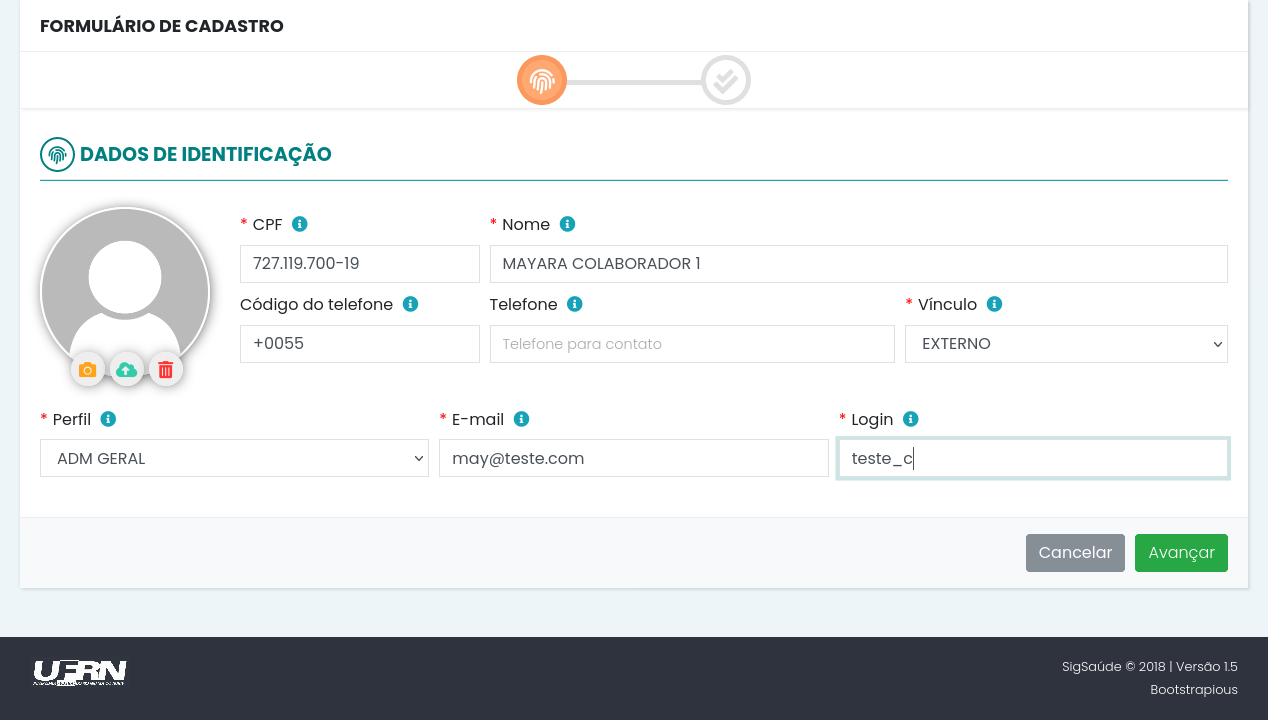 FORMULÁRIO DE CADASTRO
DADOS DE IDENTIFICAÇÃO
* CPF
* Nome
727.119.700-19
MAYARA COLABORADOR 1
Código do telefone
Telefone
* Vínculo
+0055
Telefone para contato
EXTERNO
* Perfil
* E-mail
* Login
ADM GERAL
may@teste.com
teste_c
Cancelar
Avançar
UFRN
SigSaúde © 2018 | Versão 1.5
Bootstrapious